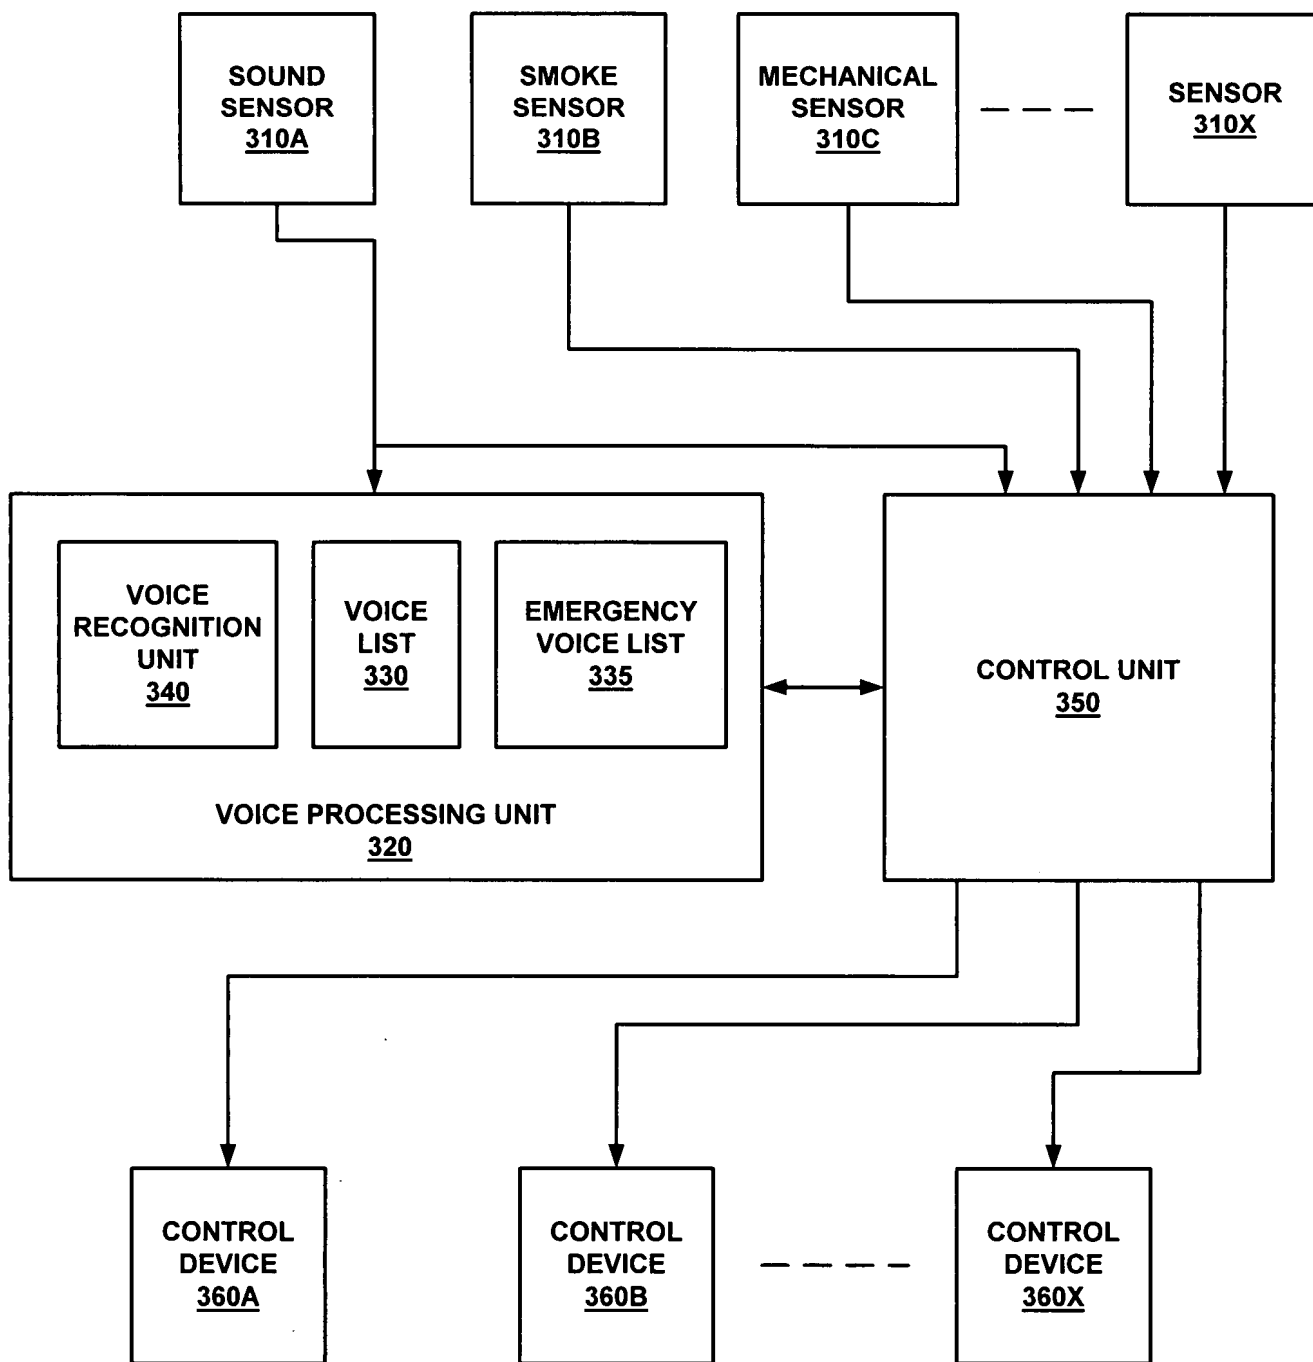 SOUND
SENSOR
310A
SMOKE
SENSOR
310B
MECHANICAL
SENSOR
310C
SENSOR
310X
VOICE
RECOGNITION
UNIT
340
VOICE
LIST
330
EMERGENCY
VOICE LIST
335
VOICE PROCESSING UNIT
320
CONTROL UNIT
350
CONTROL
DEVICE
360A
CONTROL
DEVICE
360B
CONTROL
DEVICE
360X